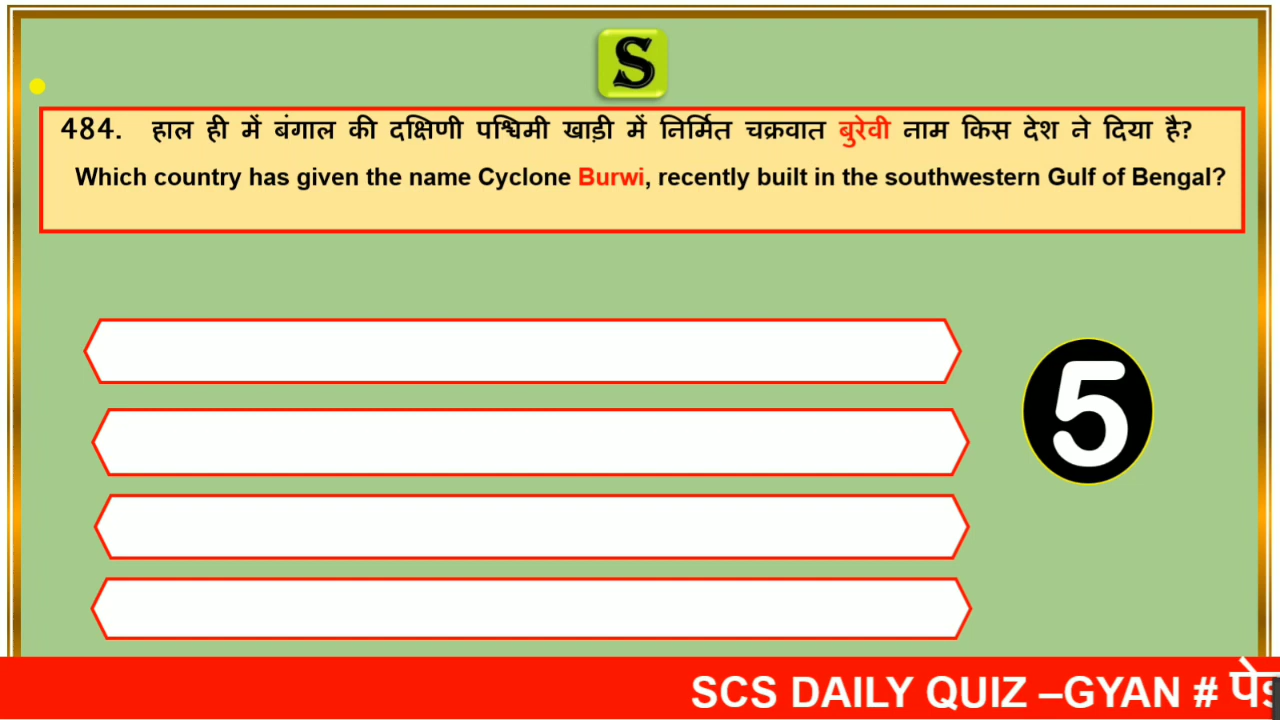 S
484. हाल ही में बंगाल की दक्षिणी पश्चिमी खाड़ी में निर्मित चक्रवात बुरेवी नाम किस देश ने दिया है?
Which country has given the name Cyclone Burwi, recently built in the southwestern Gulf of Bengal?
5
SCS DAILY QUIZ –GYAN #